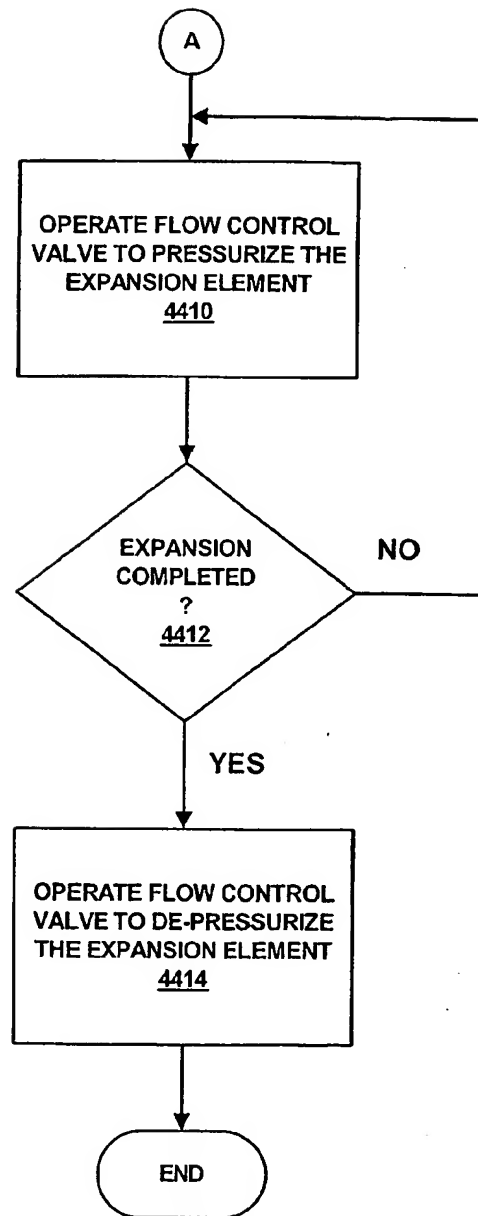 A
OPERATE FLOW CONTROL
VALVE TO PRESSURIZE THE
EXPANSION ELEMENT
4410
EXPANSION
COMPLETED
?
4412
NO
YES
OPERATE FLOW CONTROL
VALVE TO DE-PRESSURIZE
THE EXPANSION ELEMENT
4414
END